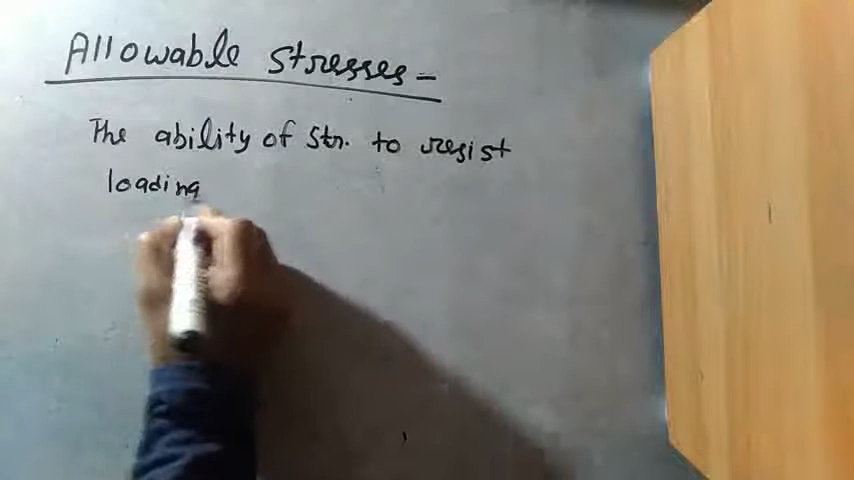 Allowable stresses -
The ability of str. to resist
loading